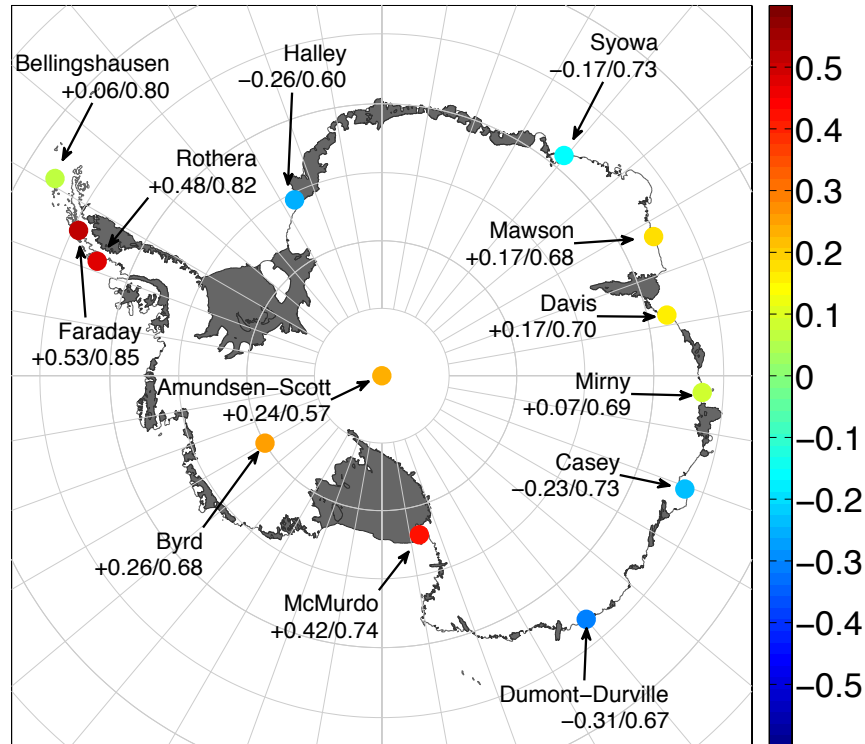 Bellingshausen
+0.06/0.80
Halley
−0.26/0.60
Syowa
−0.17/0.73
Rothera
+0.48/0.82
Mawson
+0.17/0.68
Davis
+0.17/0.70
Faraday
+0.53/0.85
Amundsen−Scott
+0.24/0.57
Mirny
+0.07/0.69
Casey
−0.23/0.73
Byrd
+0.26/0.68
McMurdo
+0.42/0.74
Dumont−Durville
−0.31/0.67
0.5
0.4
0.3
0.2
0.1
0
−0.1
−0.2
−0.3
−0.4
−0.5